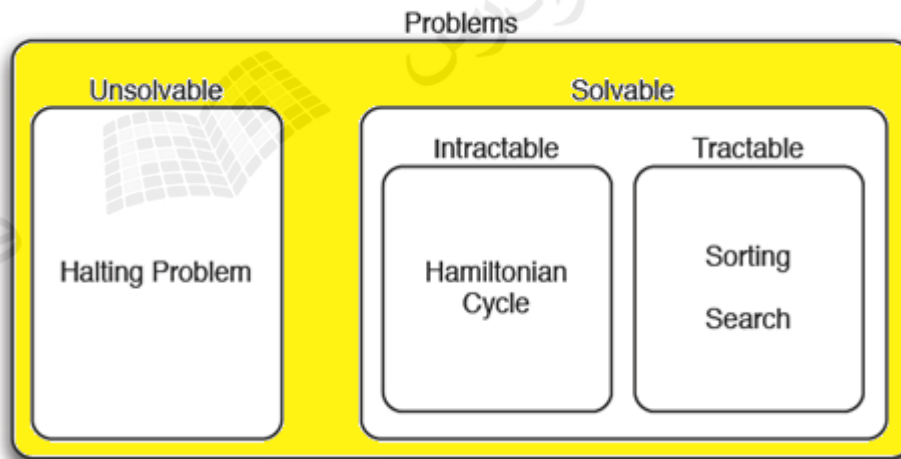 Problems
Unsolvable
Solvable
Intractable
Tractable
Halting Problem
Hamiltonian
Cycle
Sorting
Search